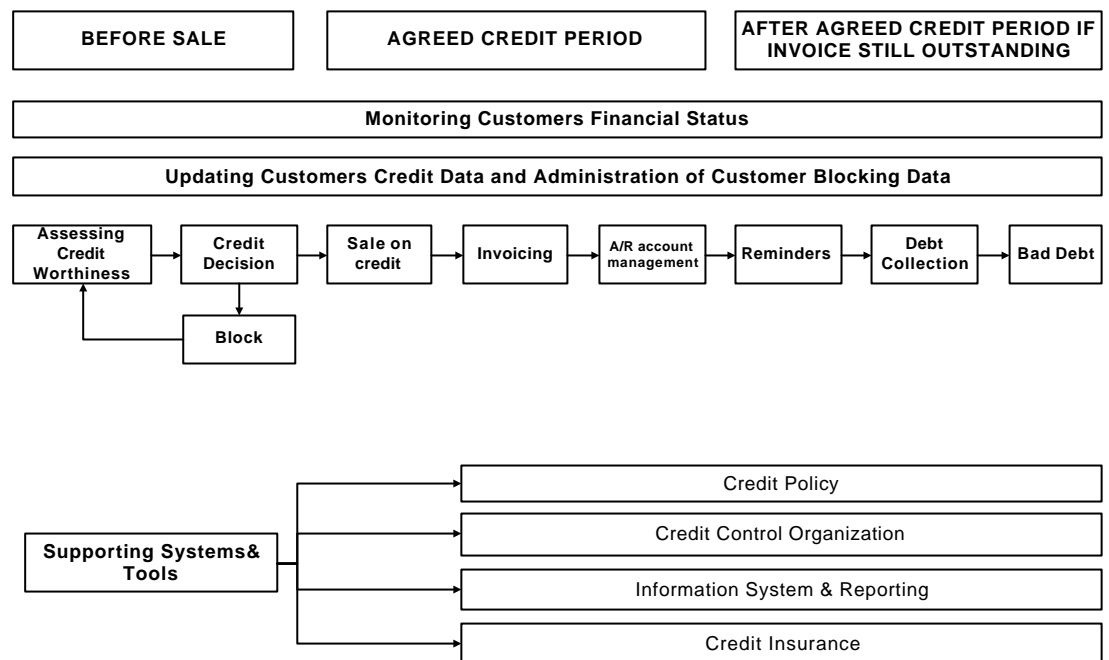 BEFORE SALE
AGREED CREDIT PERIOD
AFTER AGREED CREDIT PERIOD IF
INVOICE STILL OUTSTANDING
Monitoring Customers Financial Status
Updating Customers Credit Data and Administration of Customer Blocking Data
Assessing
Credit
Worthiness
Credit
Decision
Sale on
credit
Invoicing
A/R account
management
Reminders
Debt
Collection
Bad Debt
Block
Supporting Systems&
Tools
Credit Policy
Credit Control Organization
Information System & Reporting
Credit Insurance